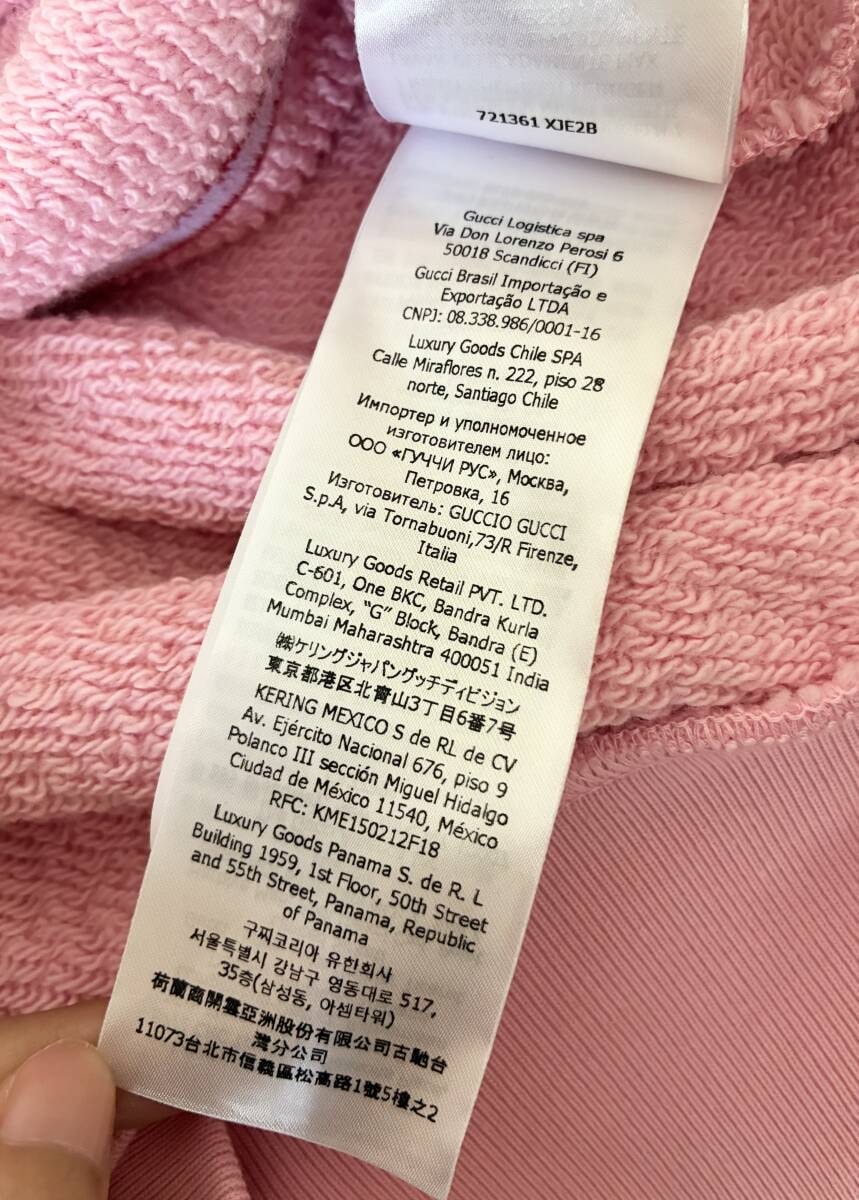 721361 XJE2B
Gucci Logistica spa
Via Don Lorenzo Perosi 6
50018 Scandicci (FI)
Gucci Brasil Importação e
Exportação LTDA
CNPJ: 08.338.986/0001-16
Luxury Goods Chile SPA
Calle Miraflores n. 222, piso 28
norte, Santiago Chile
Импортер и уполномоченное
изготовителем лицо:
ООО «ГУЧЧИ РУС», Москва,
Петровка, 16
Изготовитель: GUCCIO GUCCI
S.p.A, via Tornabuoni,73/R Firenze,
Italia
Luxury Goods Retail PVT. LTD.
C-601, One BKC, Bandra Kurla
Complex, “G” Block, Bandra (E)
Mumbai Maharashtra 400051 India
㈱ケリングジャパングッチディビジョン
東京都港区北青山3丁目6番7号
KERING MEXICO S de RL de CV
Av. Ejército Nacional 676, piso 9
Polanco III sección Miguel Hidalgo
Ciudad de México 11540, México
RFC: KME150212F18
Luxury Goods Panama S. de R. L
Building 1959, 1st Floor, 50th Street
and 55th Street, Panama, Republic
of Panama
구찌코리아 유한회사
서울특별시 강남구 영동대로 517,
35층(삼성동, 아셈타워)
荷蘭商開雲亞洲股份有限公司古馳台
灣分公司
11073台北市信義區松高路1號5樓之2